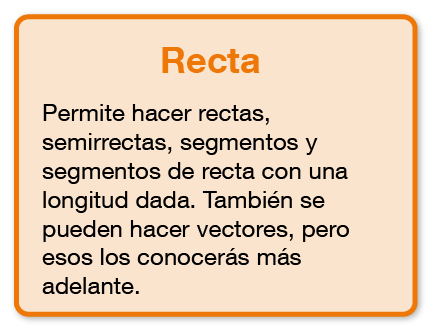 Recta
Permite hacer rectas,
semirrectas, segmentos y
segmentos de recta con una
longitud dada. También se
pueden hacer vectores, pero
esos los conocerás más
adelante.